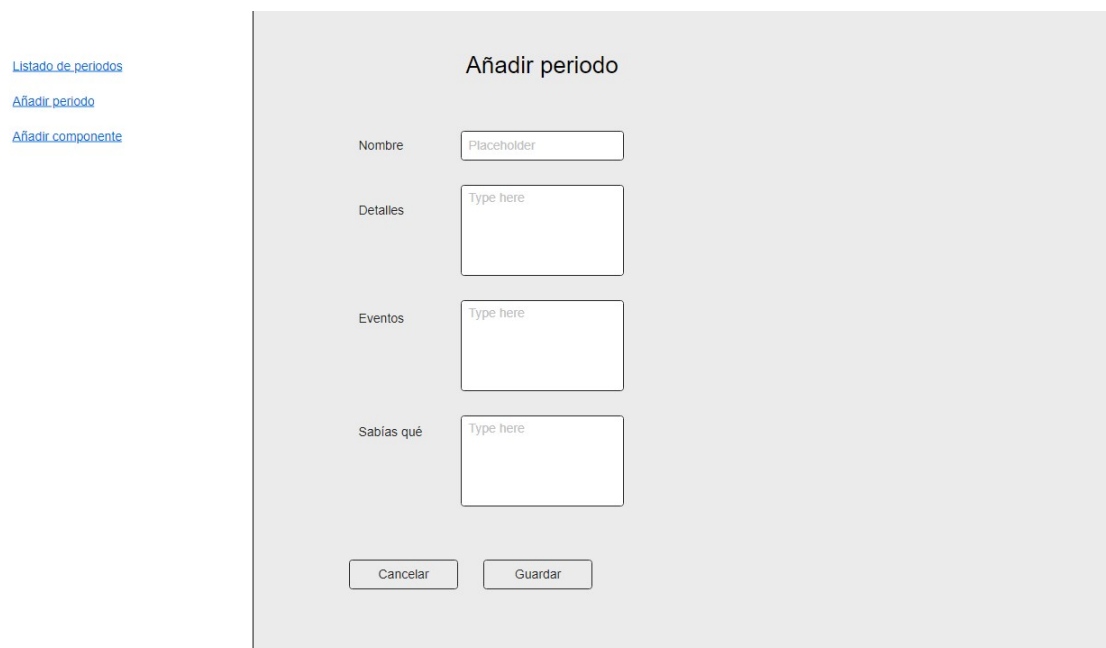 Listado de periodos
Añadir periodo
Añadir componente
Añadir periodo
Nombre
Placeholder
Detalles
Type here
Eventos
Type here
Sabías qué
Type here
Cancelar
Guardar